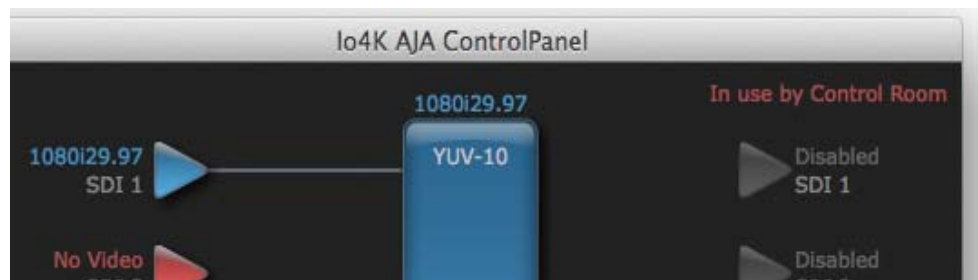 Io4K AJA ControlPanel
In use by Control Room
1080i29.97
1080i29.97
YUV-10
Disabled
SDI 1
SDI 1
No Video
Disabled